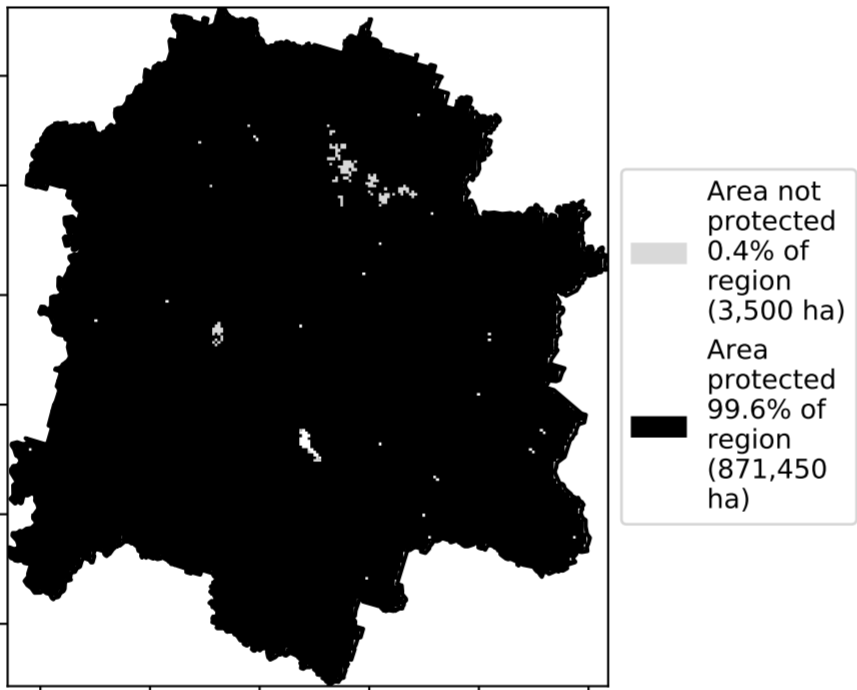 Area not
protected
0.4% of
region
(3,500 ha)
Area
protected
99.6% of
region
(871,450
ha)